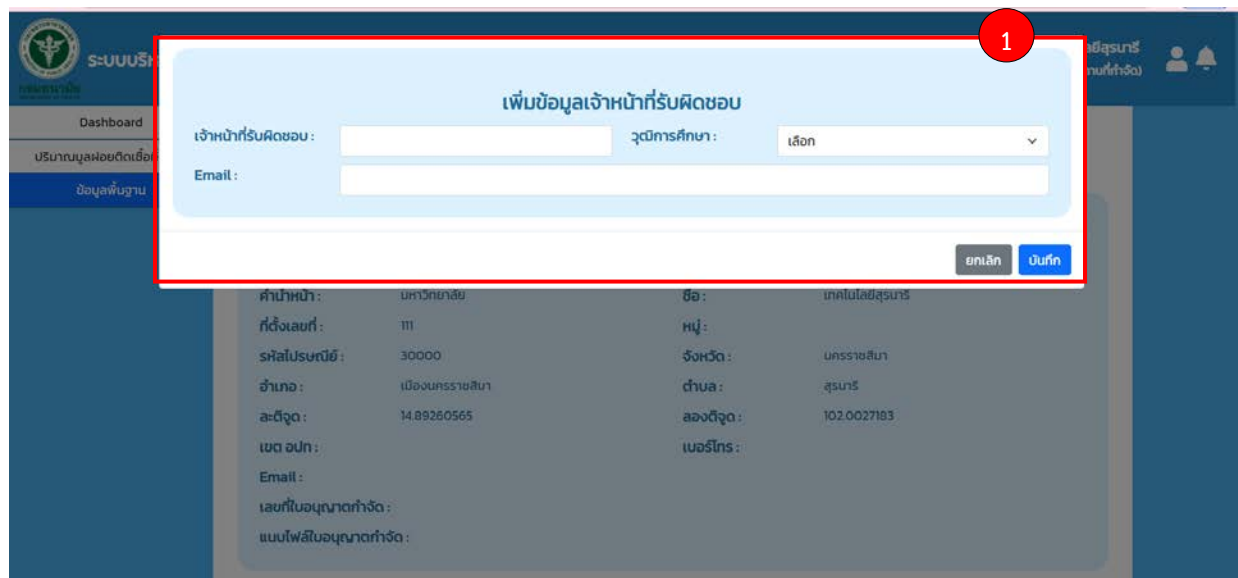 1
ระบบบริห
ลยีสุรนารี
กรมอนามัย
านที่กำจัด)
เพิ่มข้อมูลเจ้าหน้าที่รับผิดชอบ
Dashboard
เจ้าหน้าที่รับผิดชอบ : วุฒิการศึกษา : เลือก
ปริมาณมูลฝอยติดเชื้อ
Email :
ข้อมูลพื้นฐาน
ยกเลิก บันทึก
คำนำหน้า : มหาวิทยาลัย ชื่อ : เทคโนโลยีสุรนารี
ที่ตั้งเลขที่ : 111 หมู่ :
รหัสไปรษณีย์ : 30000 จังหวัด : นครราชสีมา
อำเภอ : เมืองนครราชสีมา ตำบล : สุรนารี
ละติจูด : 14.89260565 ลองติจูด : 102.0027183
เขต อปท : เบอร์โทร :
Email :
เลขที่ใบอนุญาตกำจัด :
แนบไฟล์ใบอนุญาตกำจัด :